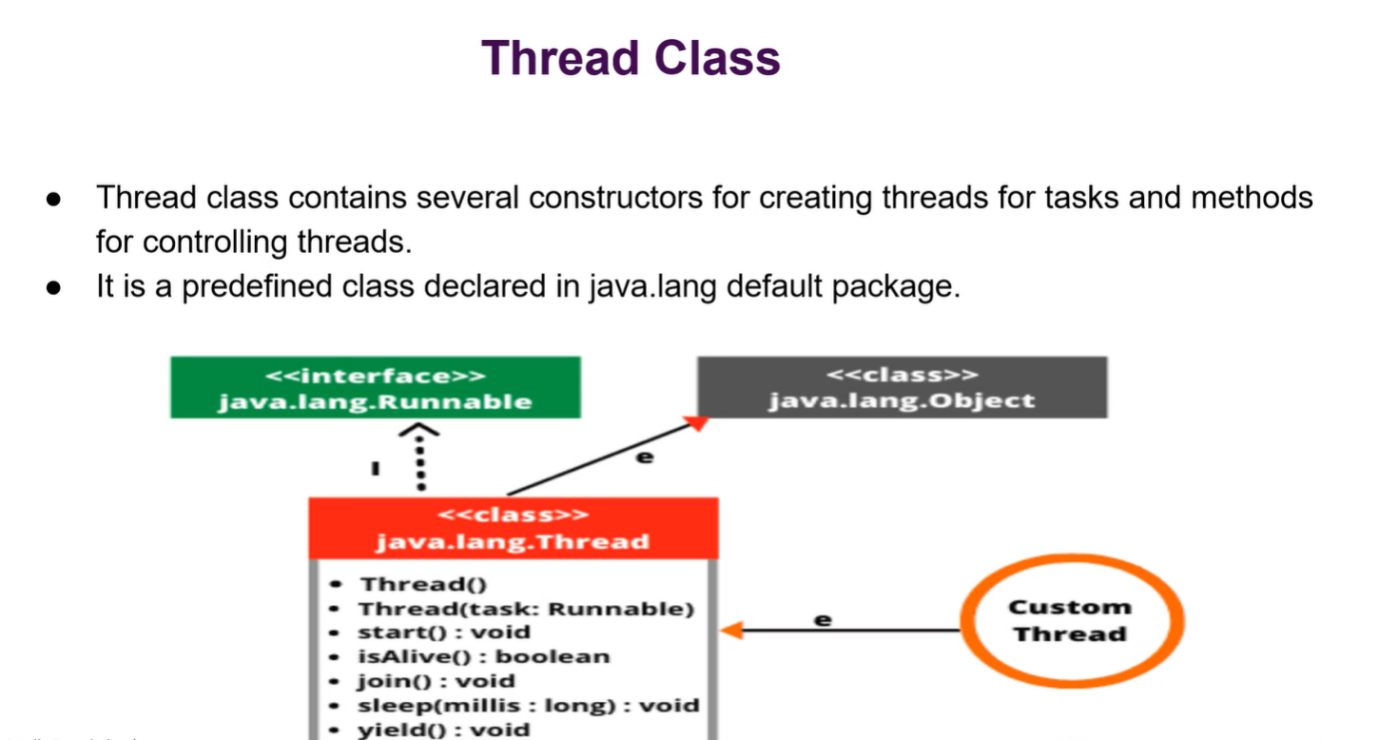 Thread Class
● Thread class contains several constructors for creating threads for tasks and methods
for controlling threads.
● It is a predefined class declared in java.lang default package.
<<interface>>
java.lang.Runnable
<<class>>
java.lang.Object
I
e
<<class>>
java.lang.Thread
• Thread()
• Thread(task: Runnable)
• start() : void
• isAlive() : boolean
• join() : void
• sleep(millis : long) : void
• yield() : void
e
Custom
Thread